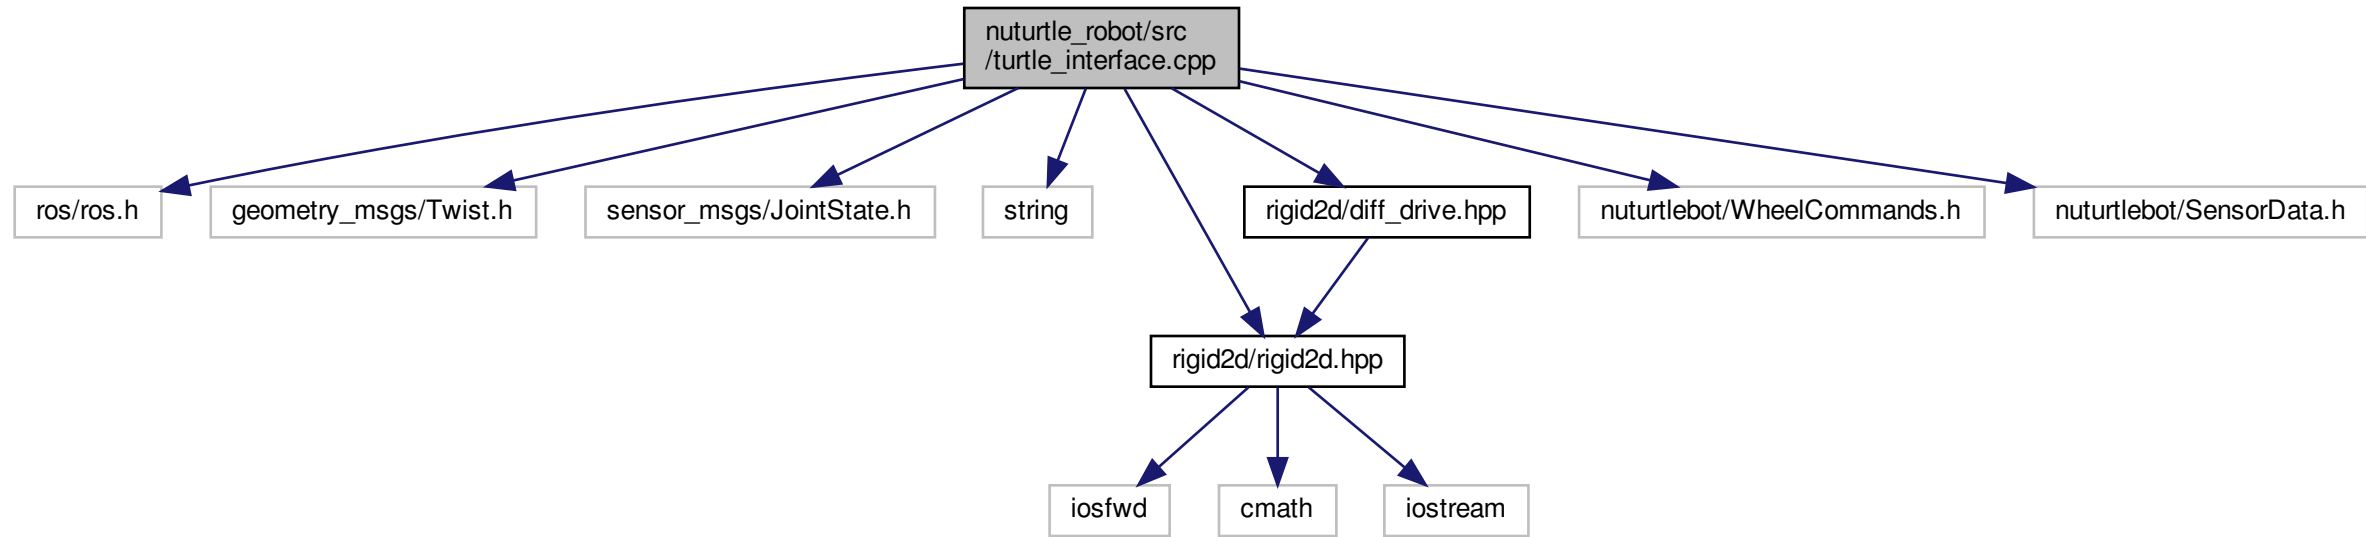 nuturtle_robot/src
/turtle_interface.cpp
ros/ros.h
geometry_msgs/Twist.h
sensor_msgs/JointState.h
string
rigid2d/diff_drive.hpp
nuturtlebot/WheelCommands.h
nuturtlebot/SensorData.h
rigid2d/rigid2d.hpp
iosfwd
cmath
iostream